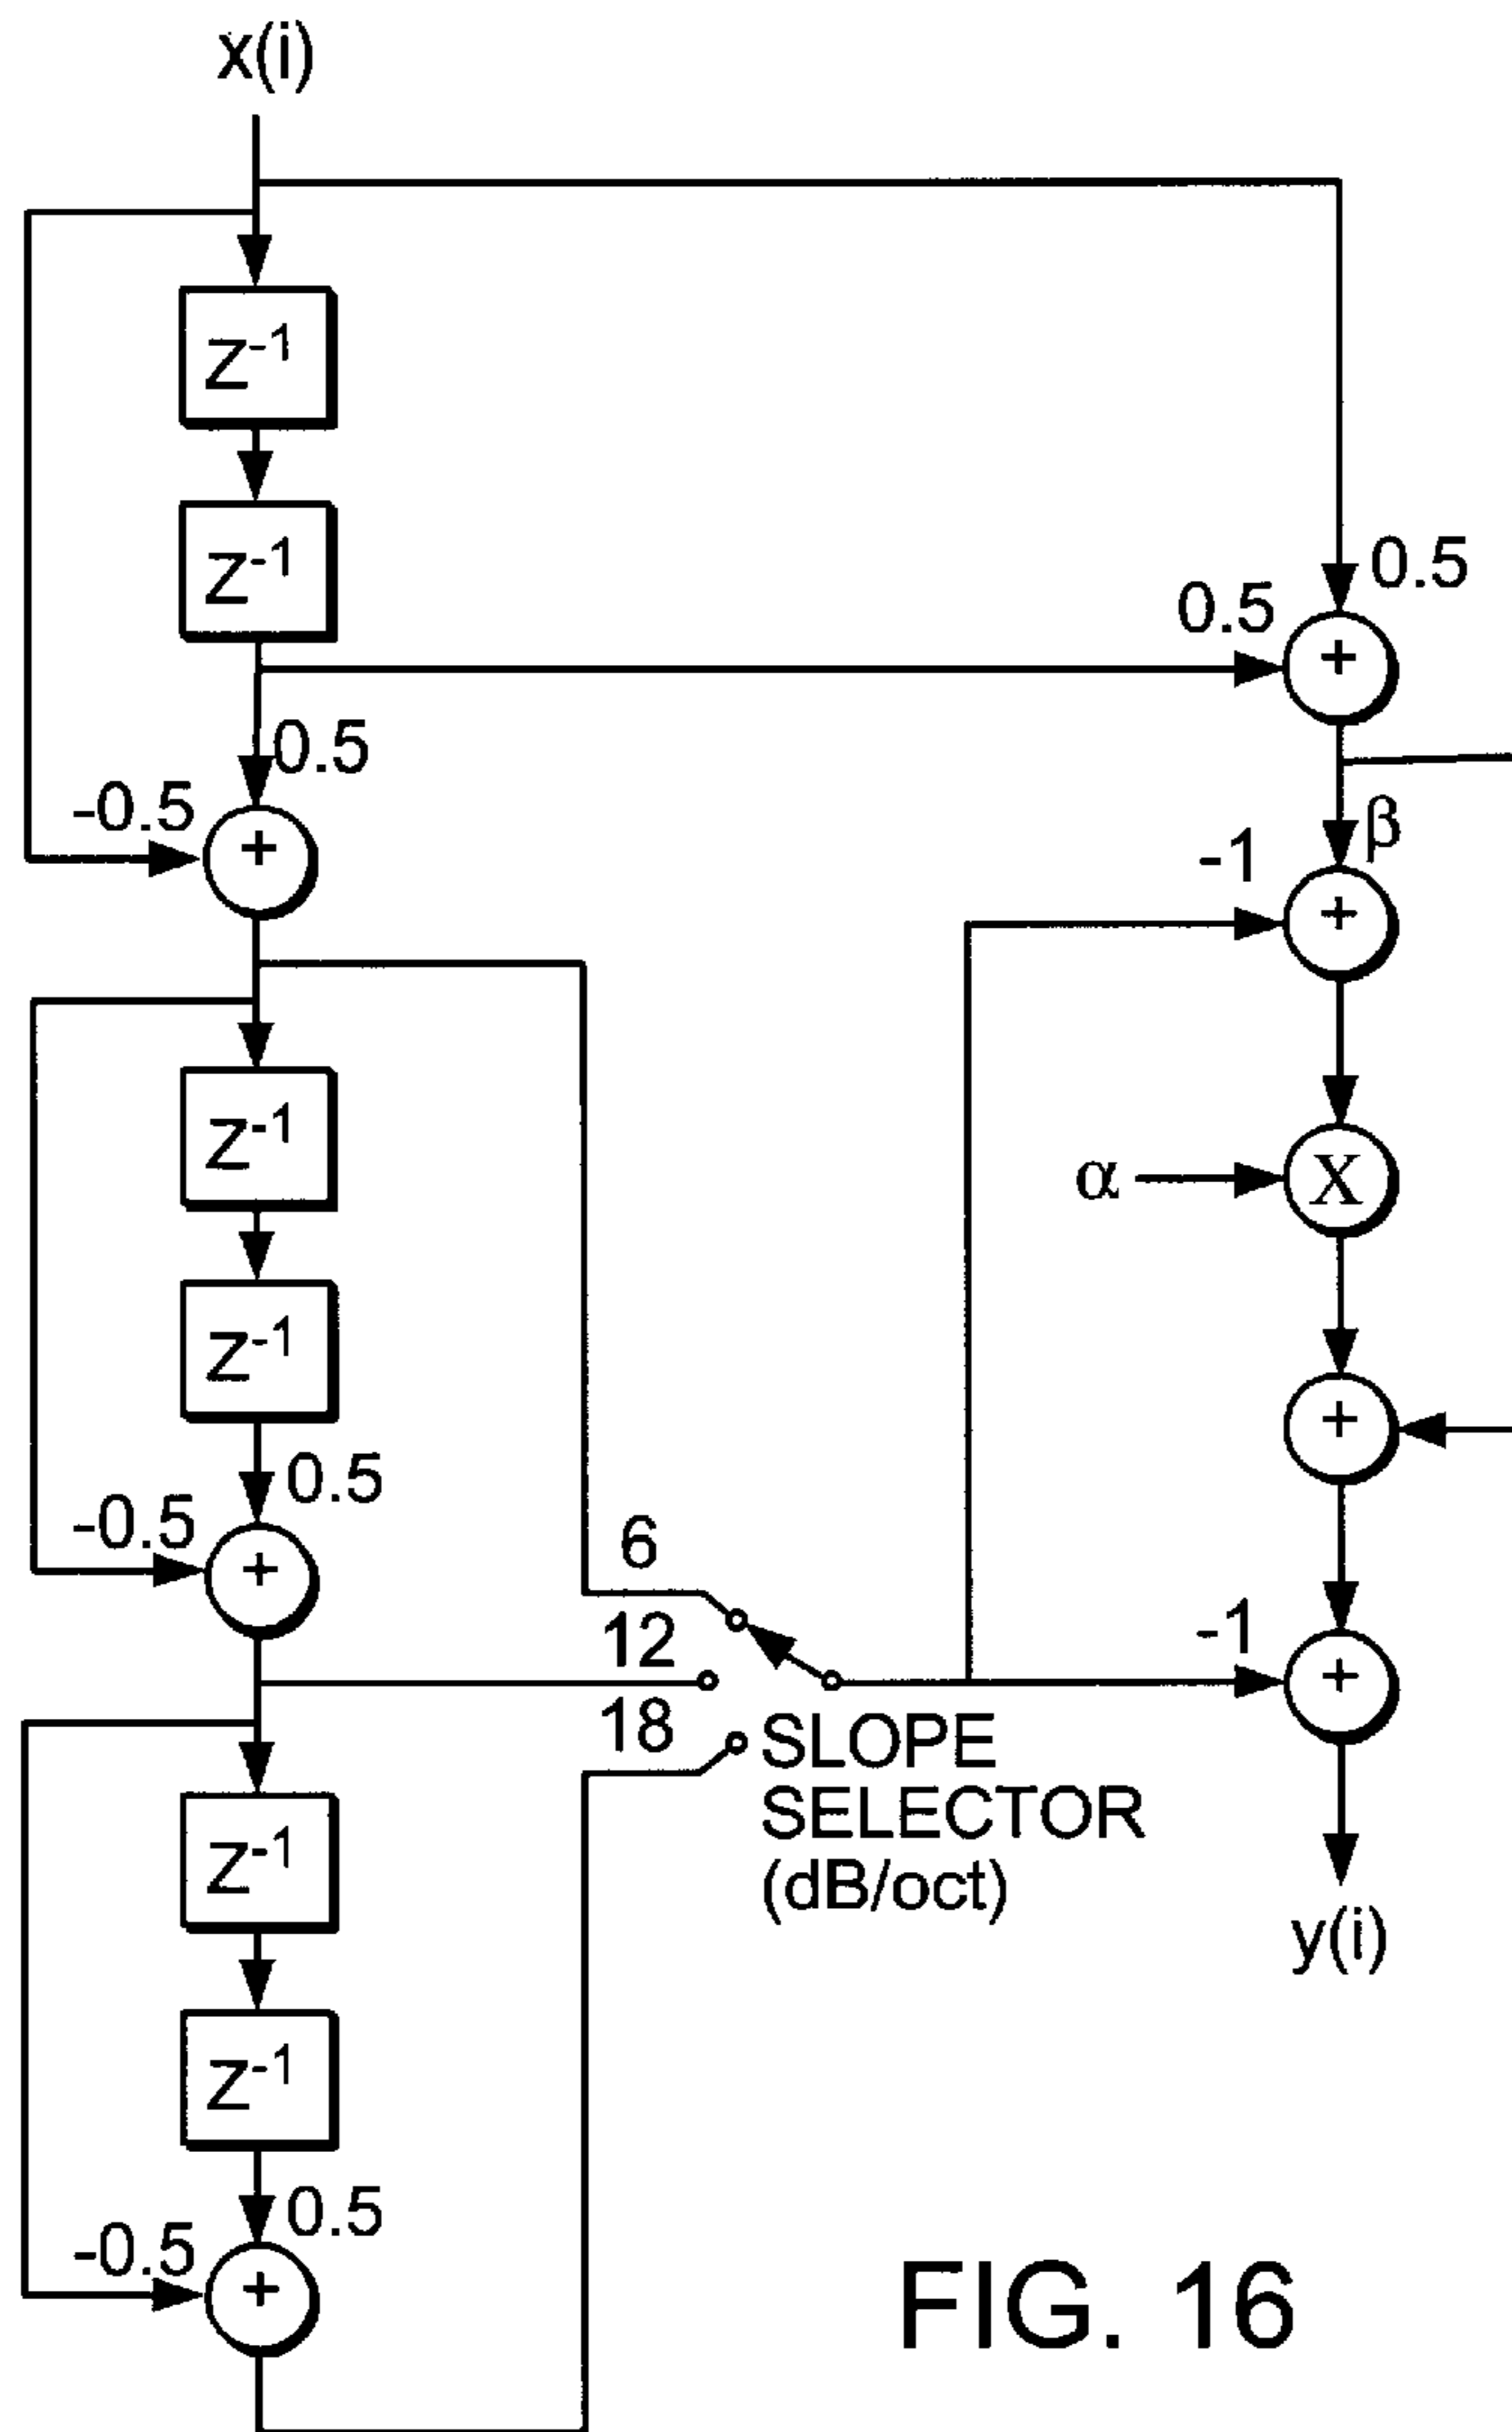 x(i)
Z-1
Z-1
0.5
0.5
+
0.5
-0.5
+
β
-1
+
Z-1
α
X
Z-1
+
0.5
-0.5
+
6
12
18
-1
+
SLOPE
SELECTOR
(dB/oct)
Z-1
y(i)
Z-1
0.5
-0.5
+
FIG. 16